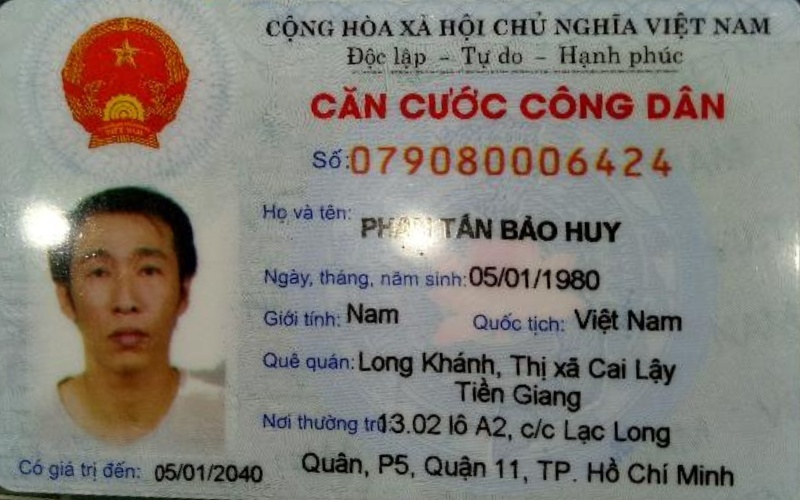 CỘNG HÒA XÃ HỘI CHỦ NGHĨA VIỆT NAM
Độc lập - Tự do - Hạnh phúc
CĂN CƯỚC CÔNG DÂN
Số: 079080006424
Họ và tên: PHAN TẤN BẢO HUY
Ngày, tháng, năm sinh: 05/01/1980
Giới tính: Nam Quốc tịch: Việt Nam
Quê quán: Long Khánh, Thị xã Cai Lậy
Tiền Giang
Nơi thường trú: 13.02 lô A2, c/c Lạc Long
Quân, P5, Quận 11, TP. Hồ Chí Minh
Có giá trị đến: 05/01/2040